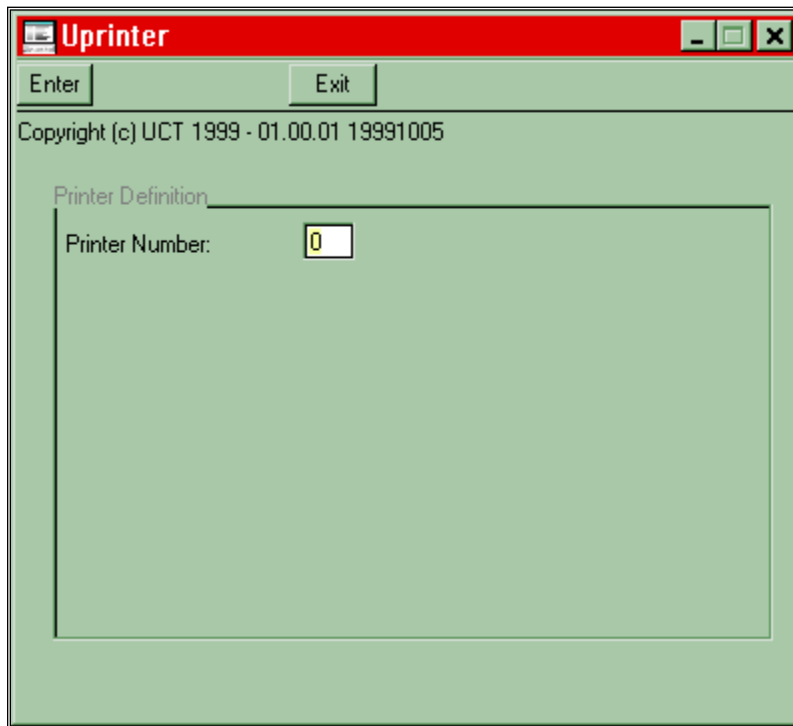 Uprinter
Enter Exit
Copyright (c) UCT 1999 - 01.00.01 19991005
Printer Definition
Printer Number: 0